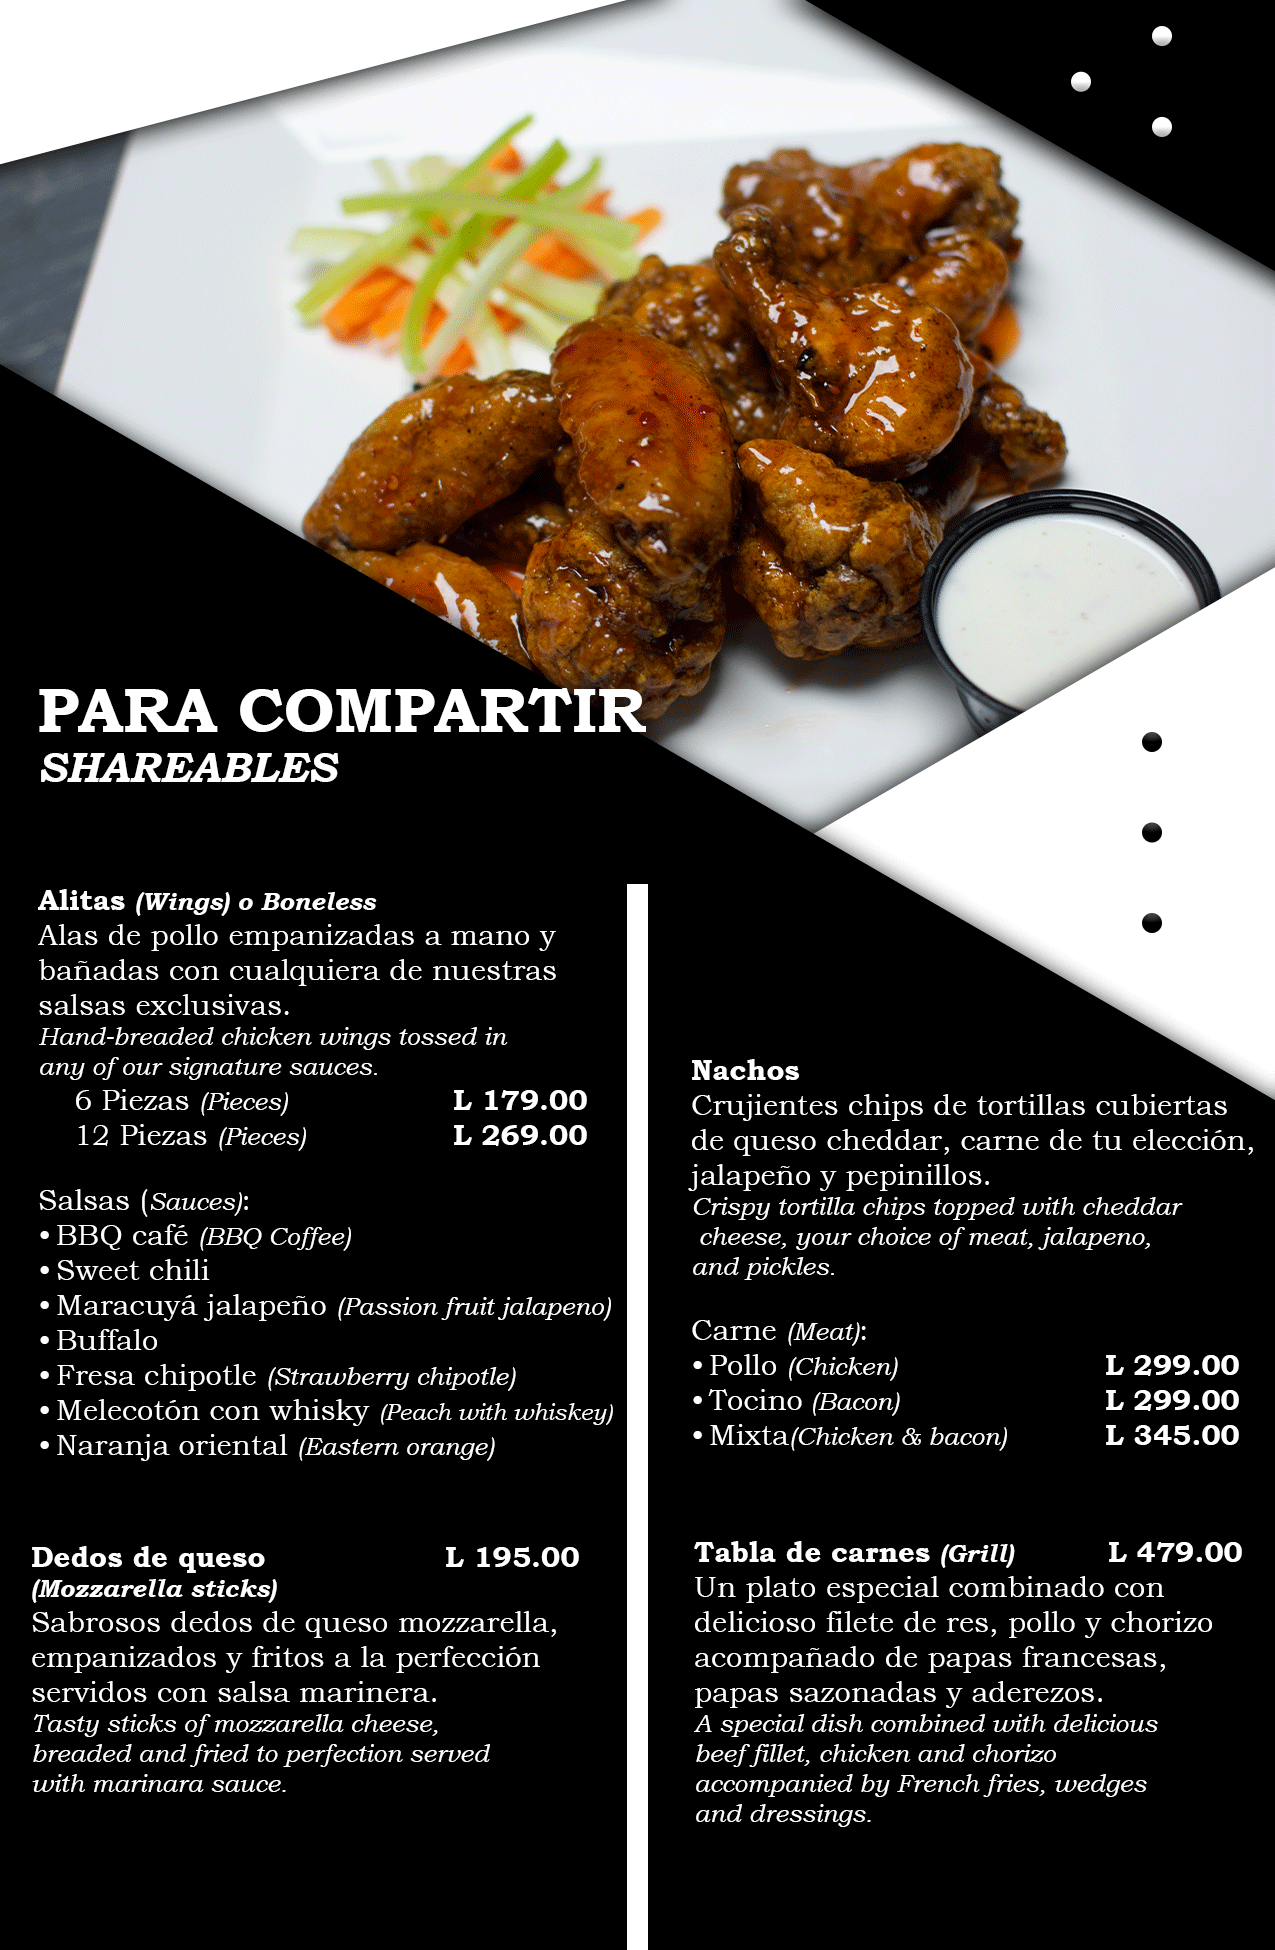 PARA COMPARTIR
SHAREABLES
Alitas (Wings) o Boneless
Alas de pollo empanizadas a mano y
bañadas con cualquiera de nuestras
salsas exclusivas.
Hand-breaded chicken wings tossed in
any of our signature sauces.
6 Piezas (Pieces) L 179.00
12 Piezas (Pieces) L 269.00
Salsas (Sauces):
• BBQ café (BBQ Coffee)
• Sweet chili
• Maracuyá jalapeño (Passion fruit jalapeno)
• Buffalo
• Fresa chipotle (Strawberry chipotle)
• Melecotón con whisky (Peach with whiskey)
• Naranja oriental (Eastern orange)
Dedos de queso L 195.00
(Mozzarella sticks)
Sabrosos dedos de queso mozzarella,
empanizados y fritos a la perfección
servidos con salsa marinera.
Tasty sticks of mozzarella cheese,
breaded and fried to perfection served
with marinara sauce.
Nachos
Crujientes chips de tortillas cubiertas
de queso cheddar, carne de tu elección,
jalapeño y pepinillos.
Crispy tortilla chips topped with cheddar
cheese, your choice of meat, jalapeno,
and pickles.
Carne (Meat):
• Pollo (Chicken) L 299.00
• Tocino (Bacon) L 299.00
• Mixta(Chicken & bacon) L 345.00
Tabla de carnes (Grill) L 479.00
Un plato especial combinado con
delicioso filete de res, pollo y chorizo
acompañado de papas francesas,
papas sazonadas y aderezos.
A special dish combined with delicious
beef fillet, chicken and chorizo
accompanied by French fries, wedges
and dressings.